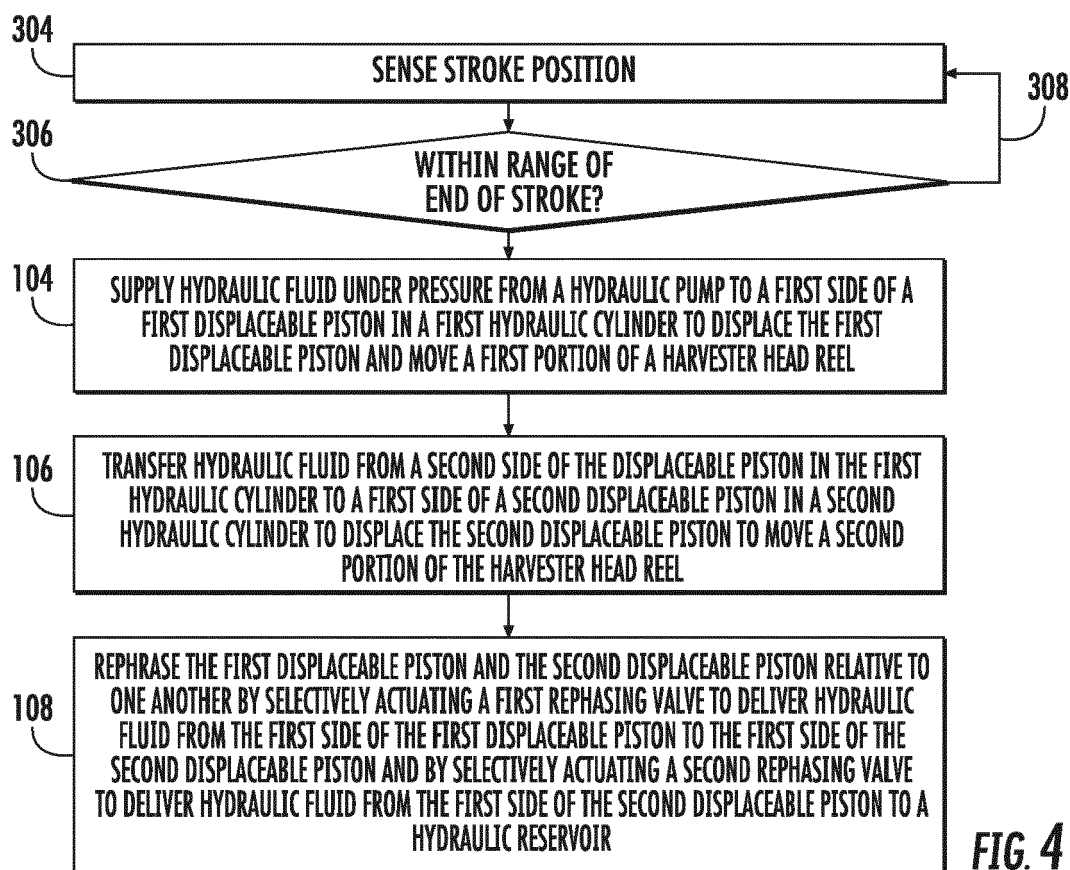 304
SENSE STROKE POSITION
308
306
WITHIN RANGE OF
END OF STROKE?
104
SUPPLY HYDRAULIC FLUID UNDER PRESSURE FROM A HYDRAULIC PUMP TO A FIRST SIDE OF A
FIRST DISPLACEABLE PISTON IN A FIRST HYDRAULIC CYLINDER TO DISPLACE THE FIRST
DISPLACEABLE PISTON AND MOVE A FIRST PORTION OF A HARVESTER HEAD REEL
106
TRANSFER HYDRAULIC FLUID FROM A SECOND SIDE OF THE DISPLACEABLE PISTON IN THE FIRST
HYDRAULIC CYLINDER TO A FIRST SIDE OF A SECOND DISPLACEABLE PISTON IN A SECOND
HYDRAULIC CYLINDER TO DISPLACE THE SECOND DISPLACEABLE PISTON TO MOVE A SECOND
PORTION OF THE HARVESTER HEAD REEL
108
REPHRASE THE FIRST DISPLACEABLE PISTON AND THE SECOND DISPLACEABLE PISTON RELATIVE TO
ONE ANOTHER BY SELECTIVELY ACTUATING A FIRST REPHASING VALVE TO DELIVER HYDRAULIC
FLUID FROM THE FIRST SIDE OF THE FIRST DISPLACEABLE PISTON TO THE FIRST SIDE OF THE
SECOND DISPLACEABLE PISTON AND BY SELECTIVELY ACTUATING A SECOND REPHASING VALVE
TO DELIVER HYDRAULIC FLUID FROM THE FIRST SIDE OF THE SECOND DISPLACEABLE PISTON TO A
HYDRAULIC RESERVOIR
FIG. 4